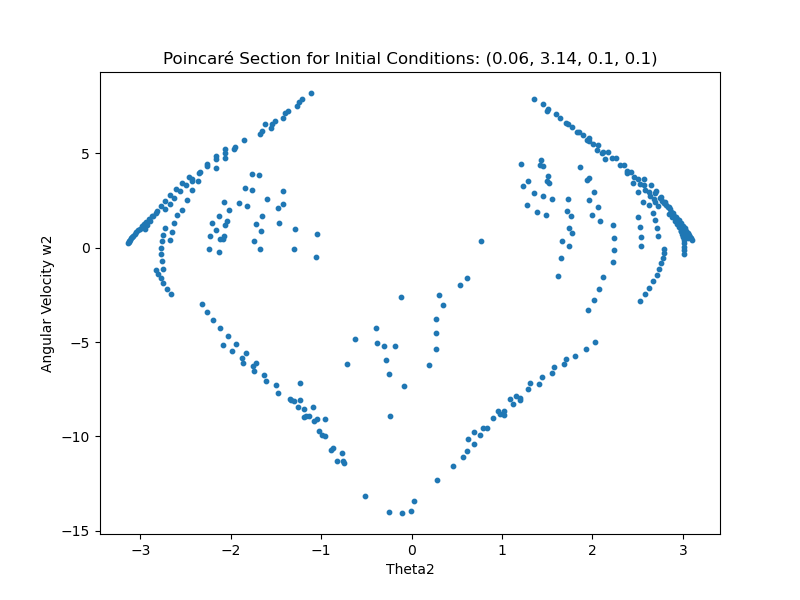 Poincaré Section for Initial Conditions: (0.06, 3.14, 0.1, 0.1)
5
0
−5
−10
−15
Angular Velocity w2
−3 −2 −1 0 1 2 3
Theta2